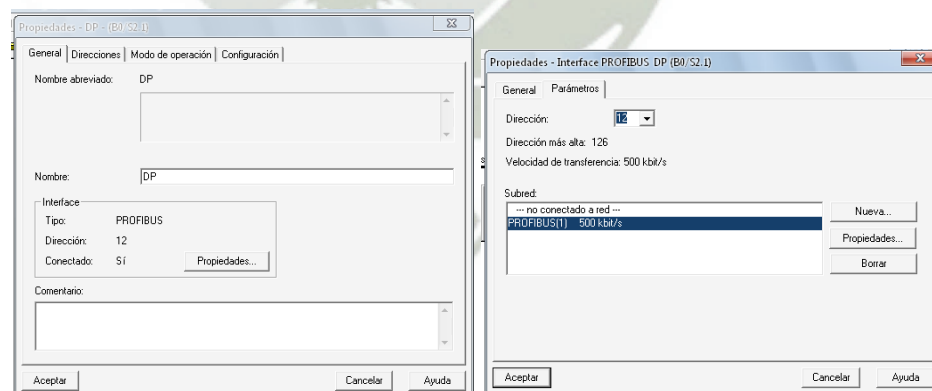 Propiedades - DP - (B0/S2.1)
General Direcciones Modo de operación Configuración
Nombre abreviado: DP
Nombre: DP
Interface
Tipo: PROFIBUS
Dirección: 12
Conectado: Sí Propiedades...
Comentario:
Aceptar Cancelar Ayuda
Propiedades - Interface PROFIBUS DP (B0/S2.1)
General Parámetros
Dirección: 12
Dirección más alta: 126
Velocidad de transferencia: 500 kbit/s
Subred:
--- no conectado a red ---
PROFIBUS(1) 500 kbit/s
Nueva...
Propiedades...
Borrar
Aceptar Cancelar Ayuda